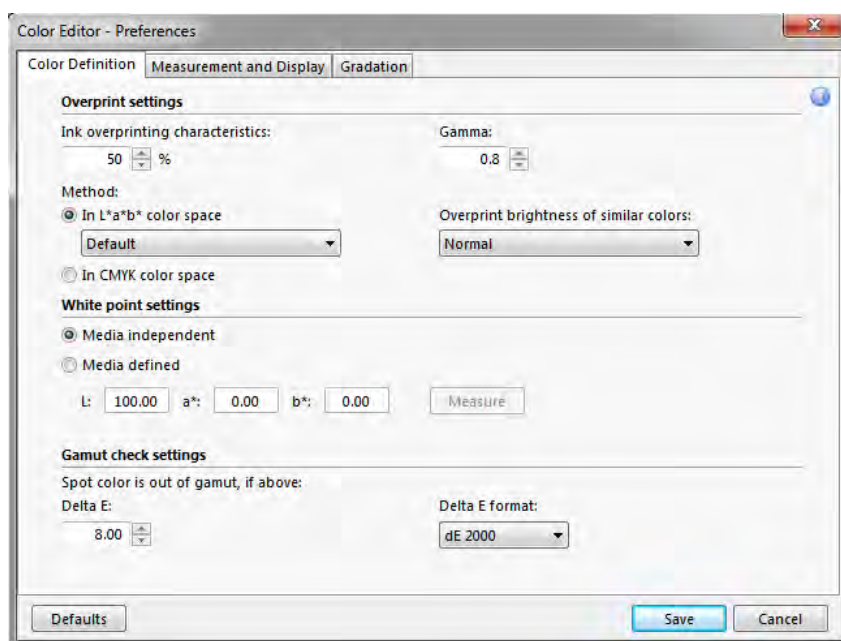 Color Editor - Preferences
Color Definition Measurement and Display Gradation
Overprint settings
Ink overprinting characteristics: Gamma:
50 % 0.8
Method:
In L*a*b* color space Overprint brightness of similar colors:
Default Normal
In CMYK color space
White point settings
Media independent
Media defined
L: 100.00 a*: 0.00 b*: 0.00 Measure
Gamut check settings
Spot color is out of gamut, if above:
Delta E: Delta E format:
8.00 dE 2000
Defaults Save Cancel